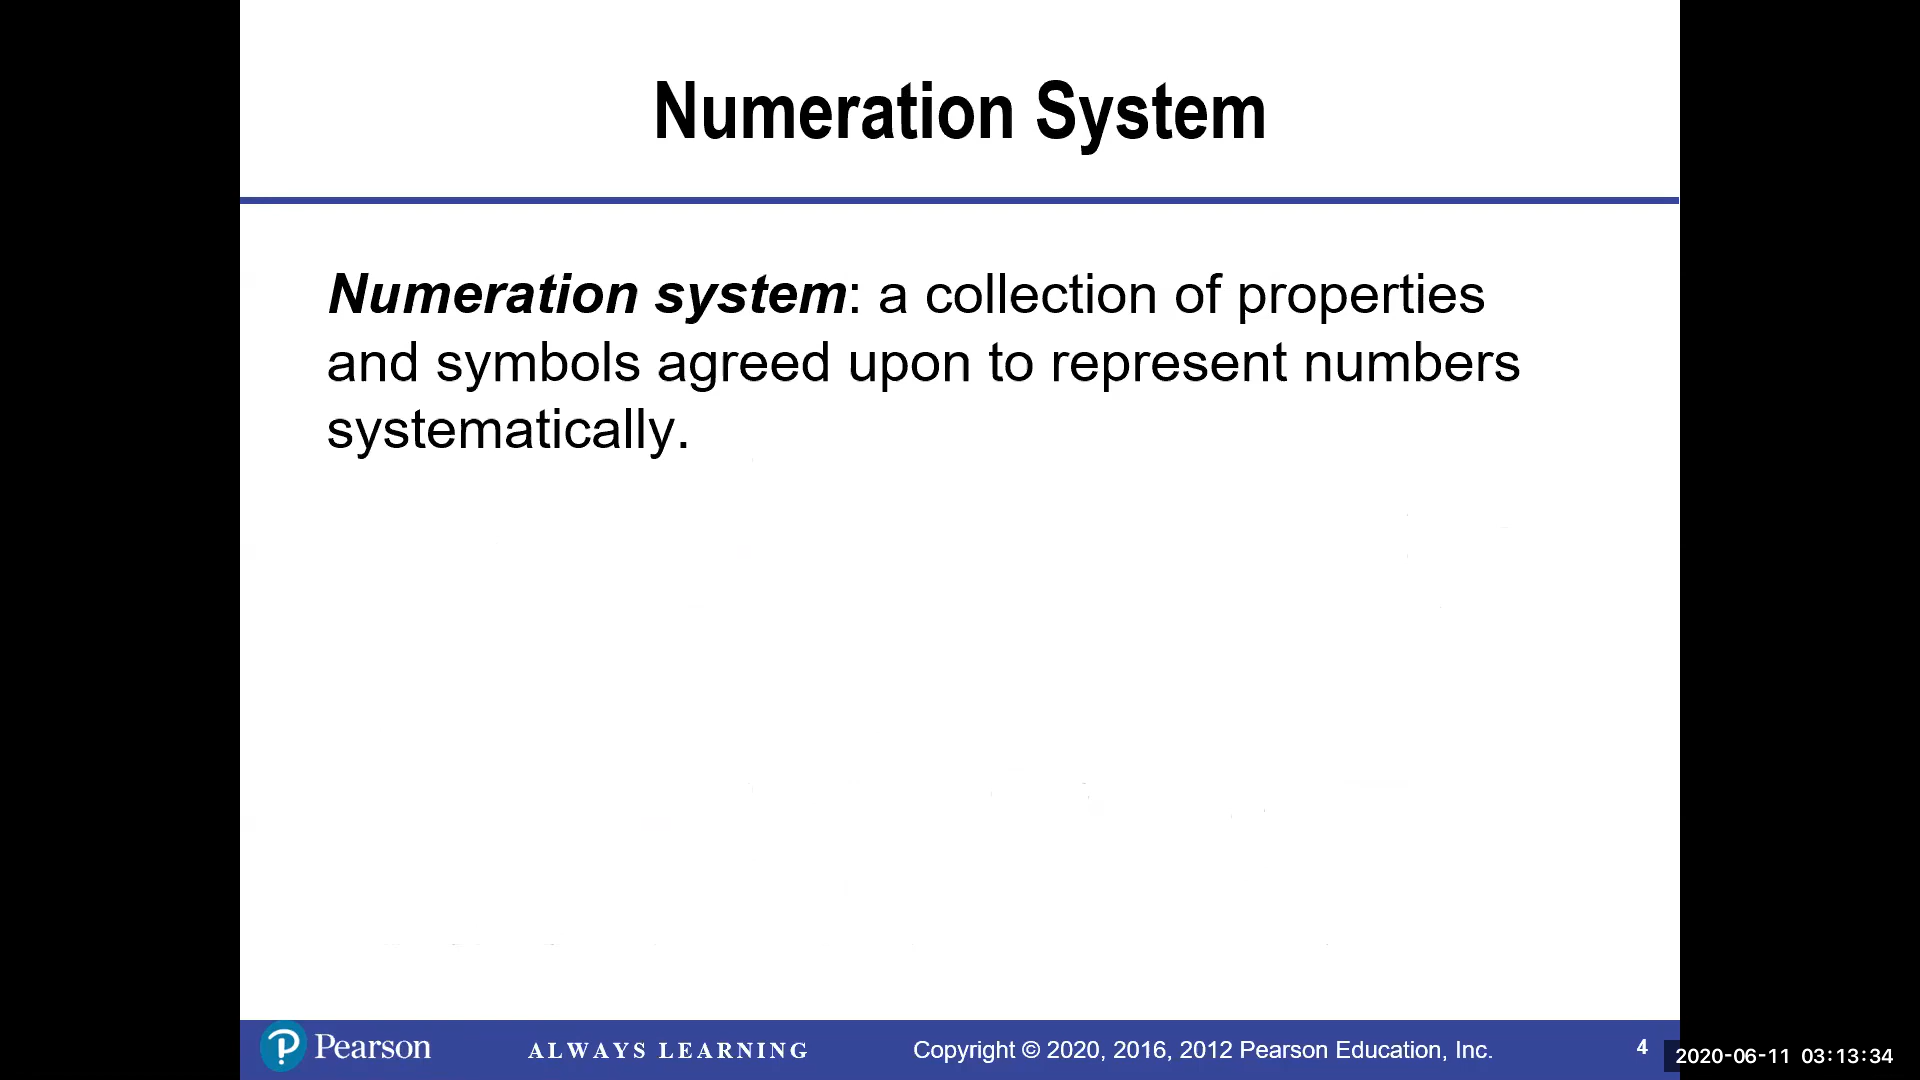 Numeration System
Numeration system: a collection of properties
and symbols agreed upon to represent numbers
systematically.
Pearson
ALWAYS LEARNING
Copyright © 2020, 2016, 2012 Pearson Education, Inc.
4
2020-06-11 03:13:34